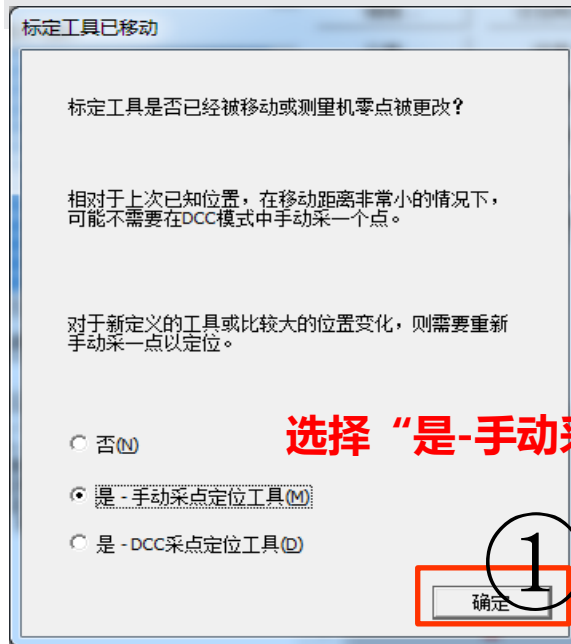 标定工具已移动
标定工具是否已经被移动或测量机零点被更改?
相对于上次已知位置，在移动距离非常小的情况下，
可能不需要在DCC模式中手动采一个点。
对于新定义的工具或比较大的位置变化，则需要重新
手动采一点以定位。
选择“是-手动采
否(N)
是 - 手动采点定位工具(M)
是 - DCC采点定位工具(D)
①
确定